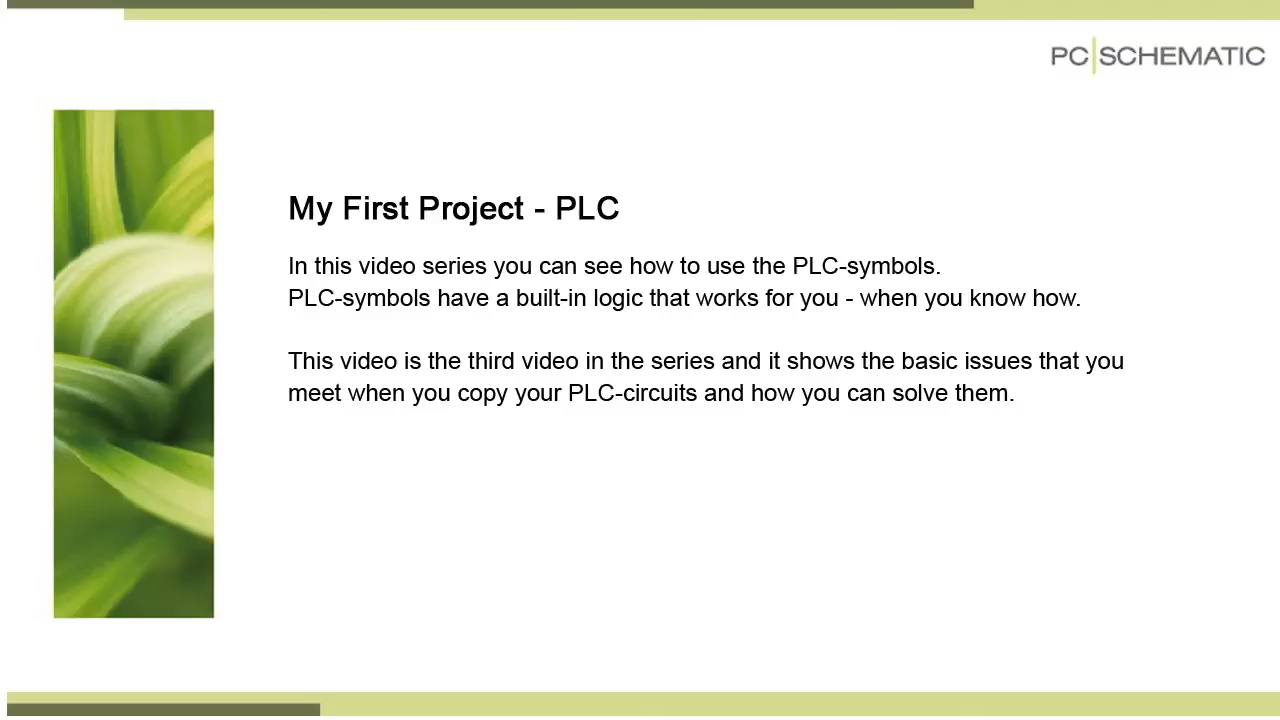 PC|SCHEMATIC
My First Project - PLC
In this video series you can see how to use the PLC-symbols.
PLC-symbols have a built-in logic that works for you - when you know how.
This video is the third video in the series and it shows the basic issues that you
meet when you copy your PLC-circuits and how you can solve them.